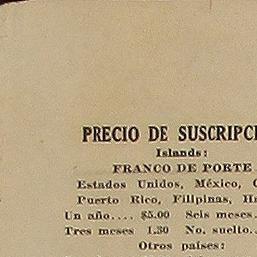 PRECIO DE SUSCRIPC
Islands:
FRANCO DE PORTE
Estados Unidos, México, C
Puerto Rico, Filipinas, H
Un año.... $5.00 Seis meses.
Tres meses 1.30 No. suelto..
Otros países: